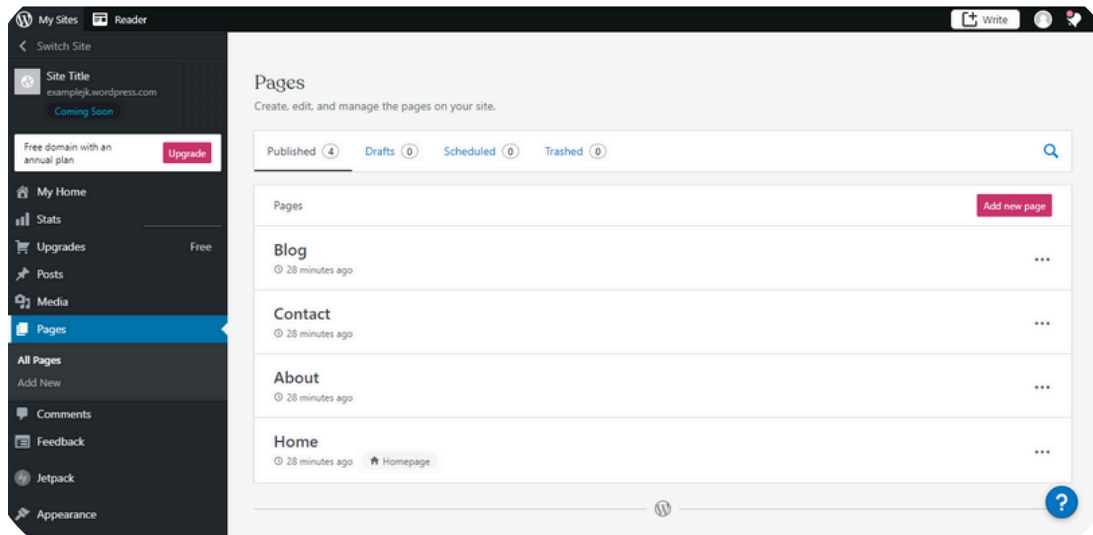 My Sites Reader Write
Switch Site
Site Title
examplejk.wordpress.com
Coming Soon
Free domain with an
annual plan
Upgrade
My Home
Stats
Upgrades Free
Posts
Media
Pages
All Pages
Add New
Comments
Feedback
Jetpack
Appearance
Pages
Create, edit, and manage the pages on your site.
Published 4 Drafts 0 Scheduled 0 Trashed 0
Pages Add new page
Blog
28 minutes ago
Contact
28 minutes ago
About
28 minutes ago
Home
28 minutes ago Homepage
?